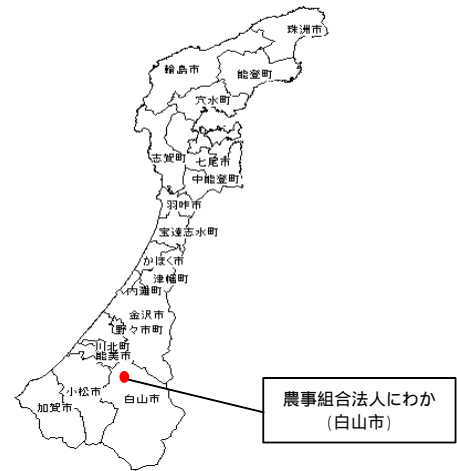 珠洲市
輪島市
能登町
穴水町
志賀町
七尾市
中能登町
羽咋市
宝達志水町
かほく市
津幡町
内灘町
金沢市
野々市町
川北町
能美市
小松市
白山市
加賀市
農事組合法人にわか
(白山市)